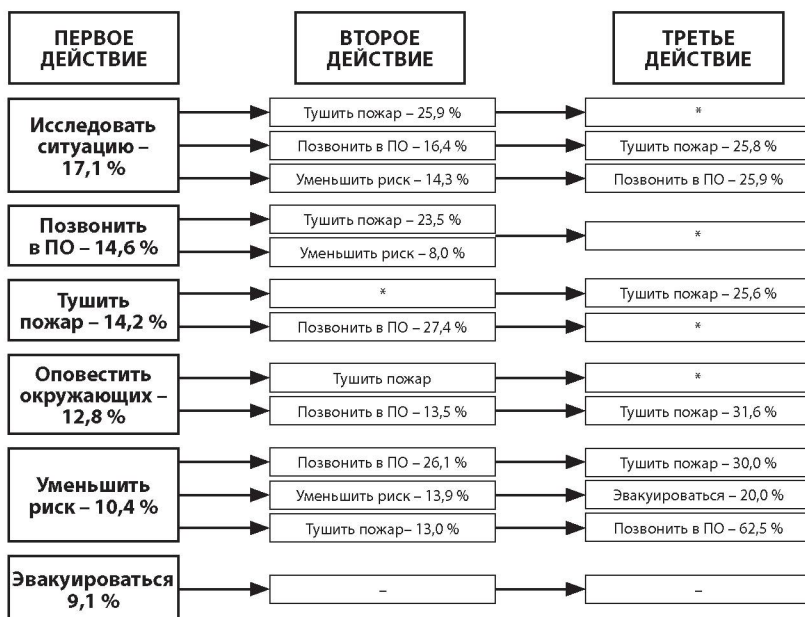 ПЕРВОЕ
ДЕЙСТВИЕ
ВТОРОЕ
ДЕЙСТВИЕ
ТРЕТЬЕ
ДЕЙСТВИЕ
Исследовать
ситуацию –
17,1 %
Тушить пожар – 25,9 %
*
Позвонить в ПО – 16,4 %
Тушить пожар – 25,8 %
Уменьшить риск – 14,3 %
Позвонить в ПО – 25,9 %
Позвонить
в ПО – 14,6 %
Тушить пожар – 23,5 %
Уменьшить риск – 8,0 %
*
Тушить
пожар – 14,2 %
*
Тушить пожар – 25,6 %
Позвонить в ПО – 27,4 %
*
Оповестить
окружающих –
12,8 %
Тушить пожар
*
Позвонить в ПО – 13,5 %
Тушить пожар – 31,6 %
Уменьшить
риск – 10,4 %
Позвонить в ПО – 26,1 %
Тушить пожар – 30,0 %
Уменьшить риск – 13,9 %
Эвакуироваться – 20,0 %
Тушить пожар– 13,0 %
Позвонить в ПО – 62,5 %
Эвакуироваться
9,1 %
–
–